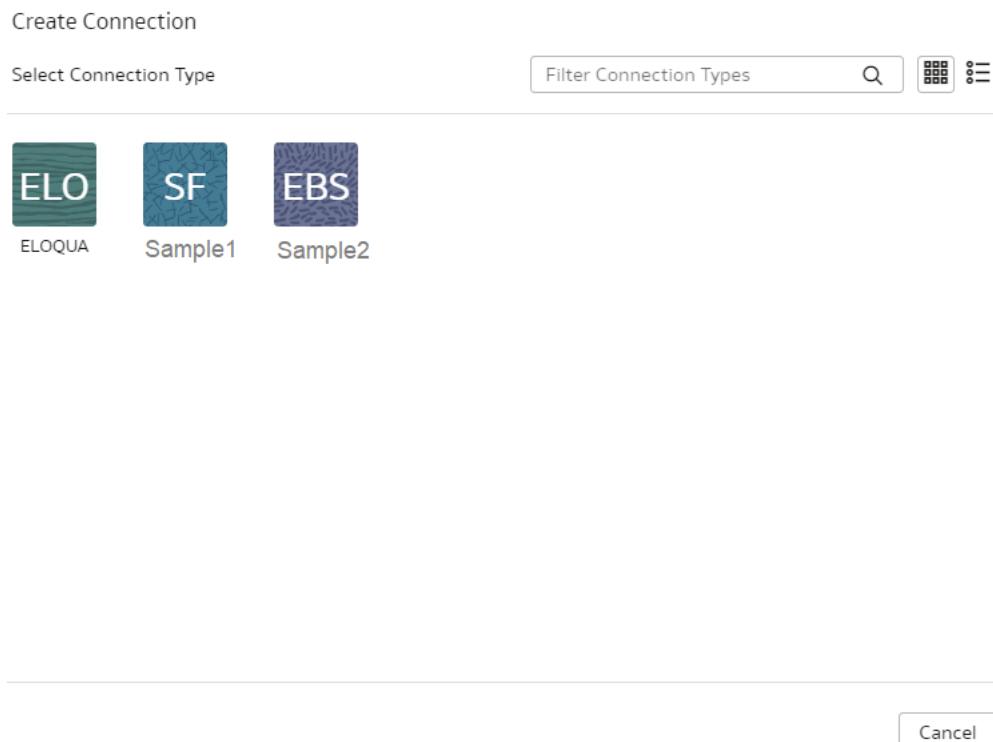 Create Connection
Select Connection Type
Filter Connection Types
ELO SF EBS
ELOQUA Sample1 Sample2
Cancel